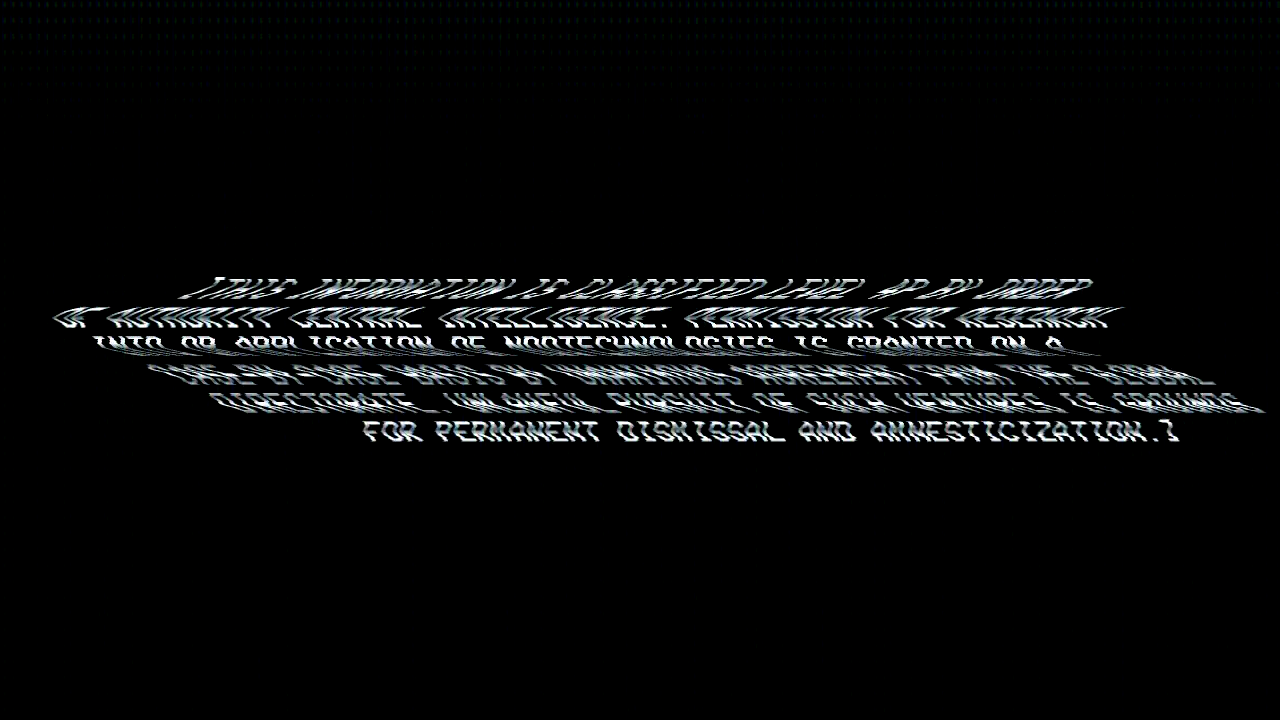 [THIS INFORMATION IS CLASSIFIED LEVEL BY ORDER
OF AUTHORITY CENTRAL INTELLIGENCE. PERMISSION FOR RESEARCH
INTO OR APPLICATION OF NOOTECHNOLOGIES IS GRANTED ON A
CASE-BY-CASE BASIS BY UNANIMOUS AGREEMENT FROM THE GLOBAL
DIRECTORATE. UNLAWFUL PURSUIT OF SUCH VENTURES IS GROUNDS
FOR PERMANENT DISMISSAL AND AMNESTICIZATION.]